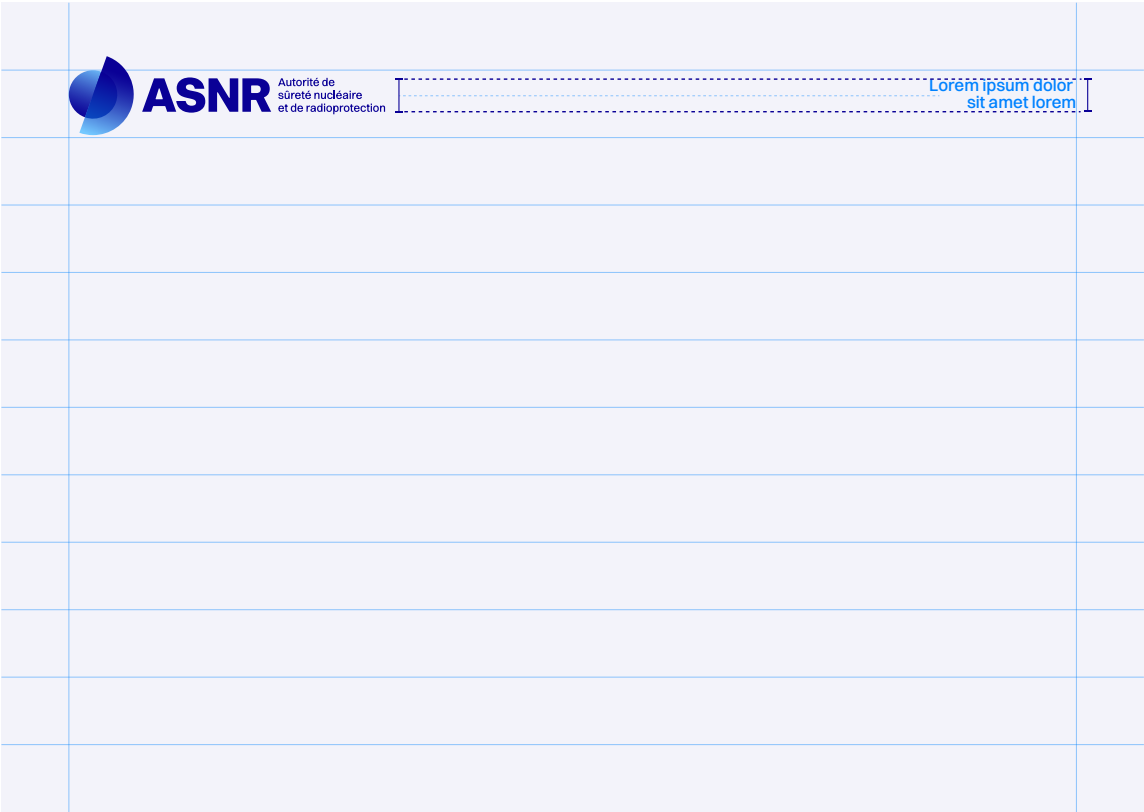 ASNR
Autorité de
sûreté nucléaire
et de radioprotection
Lorem ipsum dolor
sit amet lorem